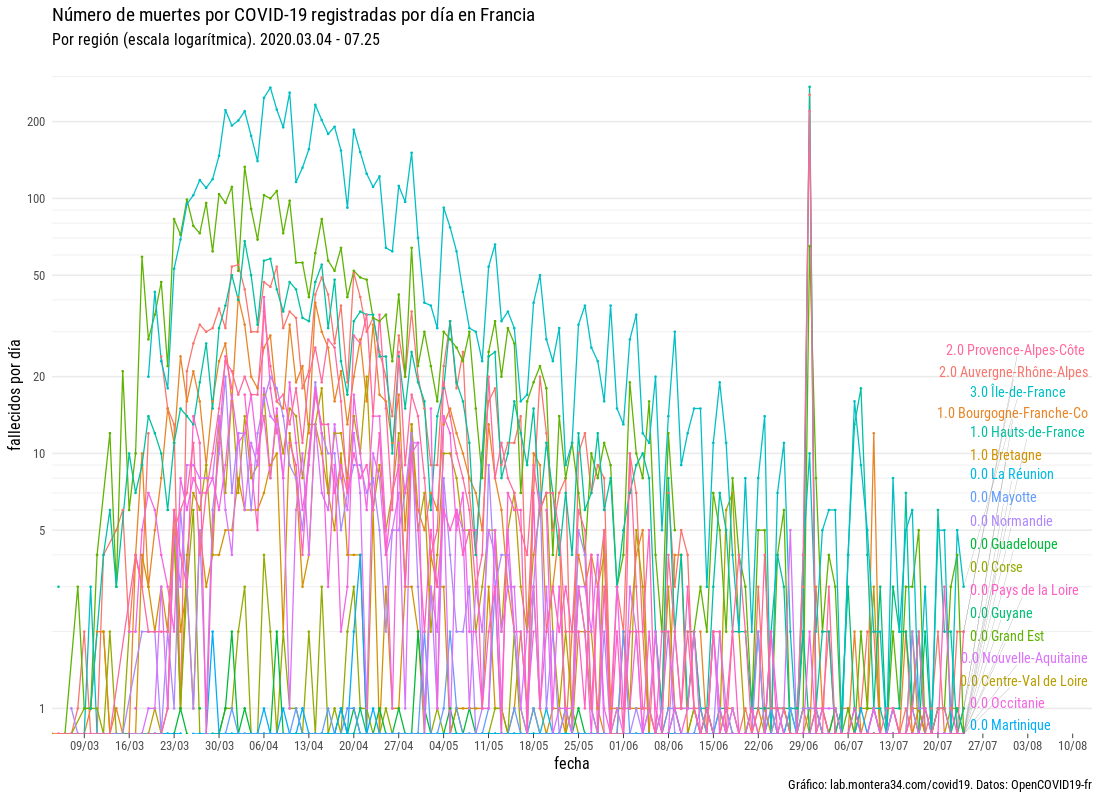 Número de muertes por COVID-19 registradas por día en Francia
Por región (escala logarítmica). 2020.03.04 - 07.25
fallecidos por día
200
100
50
20
10
5
1
2.0 Provence-Alpes-Côte
2.0 Auvergne-Rhône-Alpes
3.0 Île-de-France
1.0 Bourgogne-Franche-Co
1.0 Hauts-de-France
1.0 Bretagne
0.0 La Réunion
0.0 Mayotte
0.0 Normandie
0.0 Guadeloupe
0.0 Corse
0.0 Pays de la Loire
0.0 Guyane
0.0 Grand Est
0.0 Nouvelle-Aquitaine
0.0 Centre-Val de Loire
0.0 Occitanie
0.0 Martinique
09/03 16/03 23/03 30/03 06/04 13/04 20/04 27/04 04/05 11/05 18/05 25/05 01/06 08/06 15/06 22/06 29/06 06/07 13/07 20/07 27/07 03/08 10/08
fecha
Gráfico: lab.montera34.com/covid19. Datos: OpenCOVID19-fr